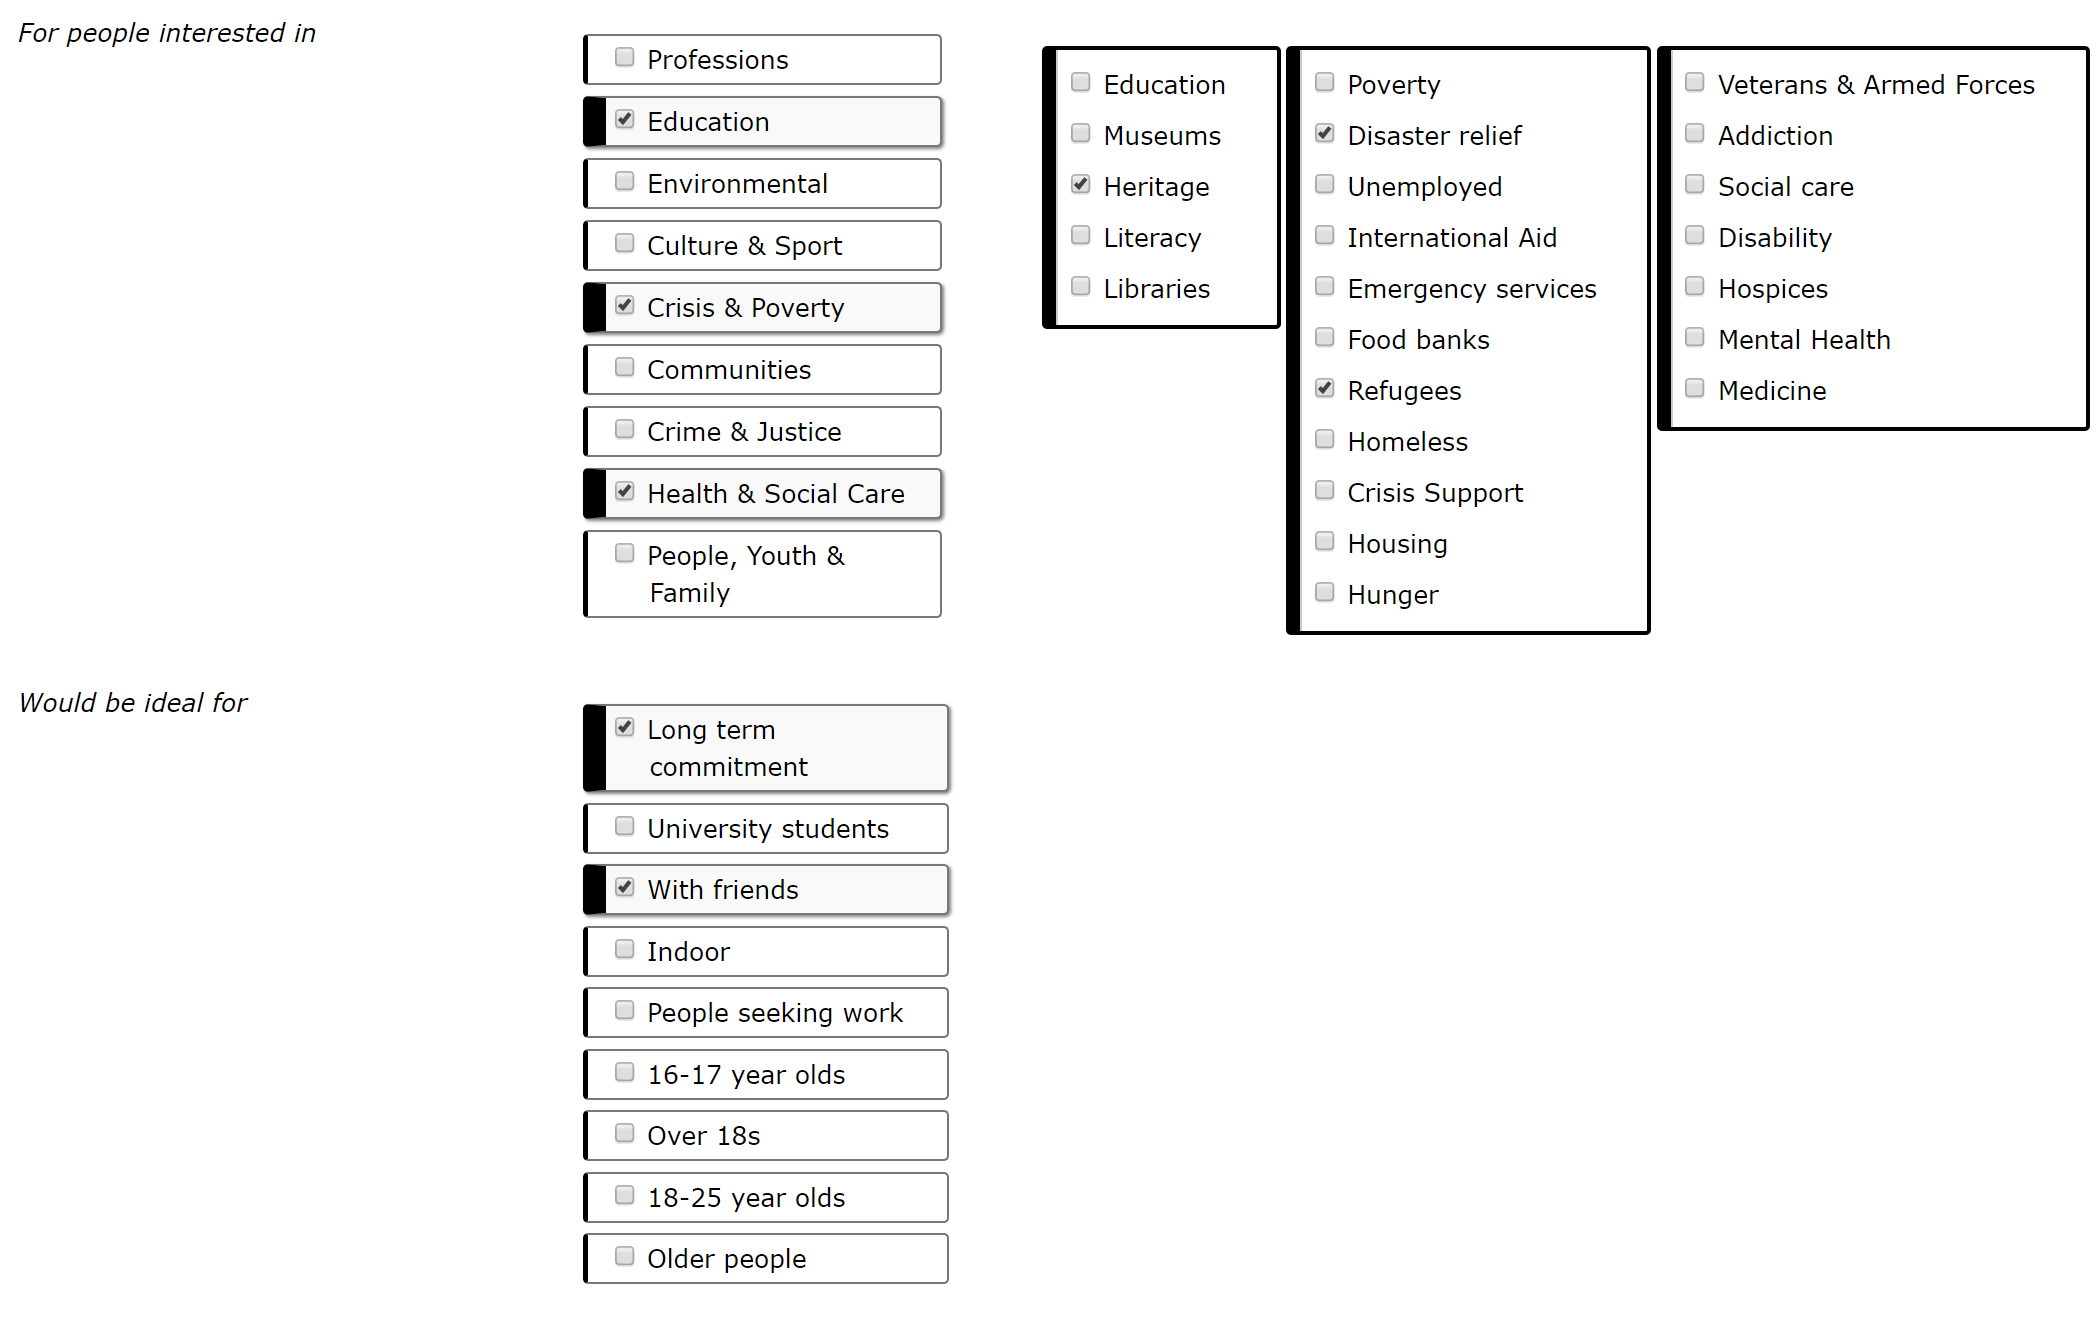 For people interested in
Professions
Education
Environmental
Culture & Sport
Crisis & Poverty
Communities
Crime & Justice
Health & Social Care
People, Youth &
Family
Education
Museums
Heritage
Literacy
Libraries
Poverty
Disaster relief
Unemployed
International Aid
Emergency services
Food banks
Refugees
Homeless
Crisis Support
Housing
Hunger
Veterans & Armed Forces
Addiction
Social care
Disability
Hospices
Mental Health
Medicine
Would be ideal for
Long term
commitment
University students
With friends
Indoor
People seeking work
16-17 year olds
Over 18s
18-25 year olds
Older people